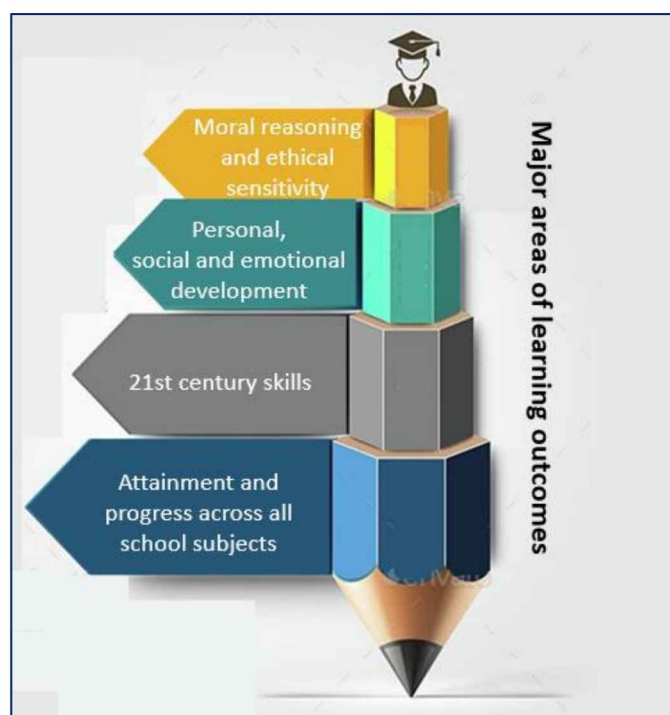 Moral reasoning
and ethical
sensitivity
Personal,
social and emotional
development
21st century skills
Attainment and
progress across all
school subjects
Major areas of learning outcomes